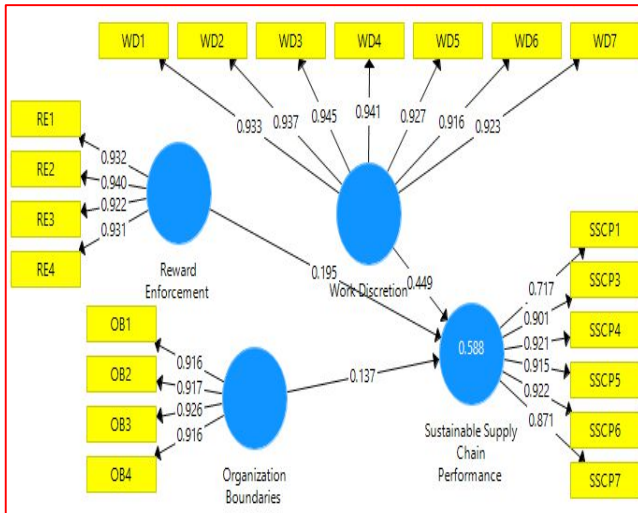 WD1 WD2 WD3 WD4 WD5 WD6 WD7
0.933 0.937 0.945 0.941 0.927 0.916 0.923
RE1
RE2
RE3
RE4
0.932
0.940
0.922
0.931
Reward
Enforcement
Work Discretion
0.195
0.449
OB1
OB2
OB3
OB4
0.916
0.917
0.926
0.916
Organization
Boundaries
0.137
0.588
Sustainable Supply
Chain
Performance
0.717
0.901
0.921
0.915
0.922
0.871
SSCP1
SSCP3
SSCP4
SSCP5
SSCP6
SSCP7